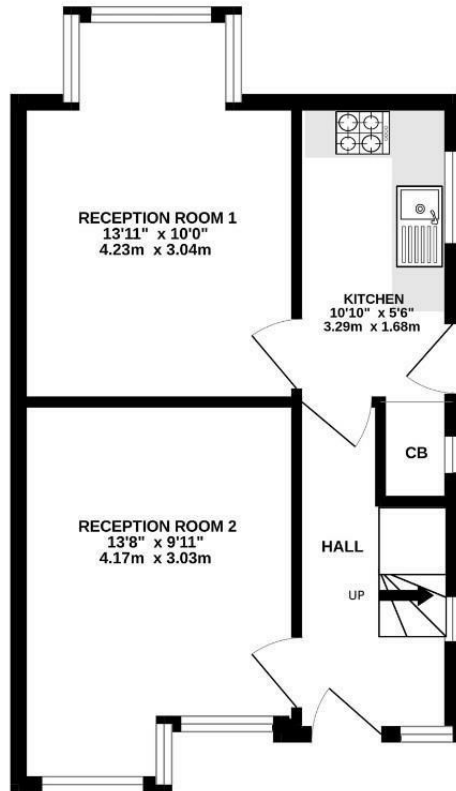 RECEPTION ROOM 1
13'11" x 10'0"
4.23m x 3.04m
KITCHEN
10'10" x 5'6"
3.29m x 1.68m
CB
RECEPTION ROOM 2
13'8" x 9'11"
4.17m x 3.03m
HALL
UP